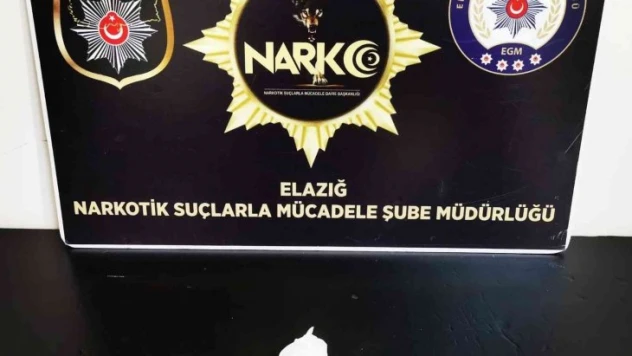 NARKO
NARKOTİK SUÇLARLA MÜCADELE DAİRE BAŞKANLIĞI
EGM
ELAZIĞ
NARKOTİK SUÇLARLA MÜCADELE ŞUBE MÜDÜRLÜĞÜ